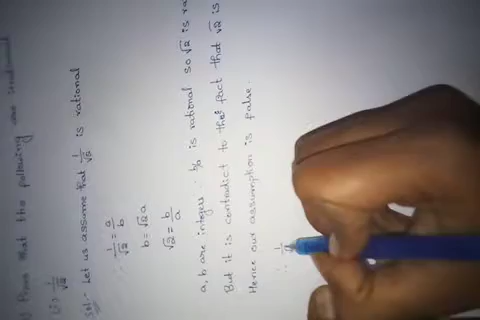 Prove that the following are irrational
(i) 1/√2
Sol:- Let us assume that 1/√2 is rational
∴ 1/√2 = a/b
b = √2 a
√2 = b/a
a, b are integers ∴ b/a is rational so √2 is
But it is contradict to the fact that √2 is
Hence our assumption is false.
∴ 1/